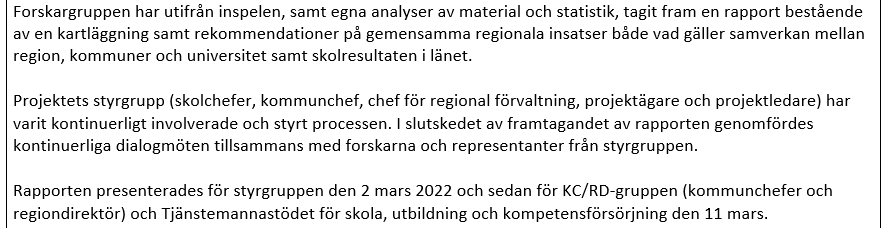 Forskargruppen har utifrån inspelen, samt egna analyser av material och statistik, tagit fram en rapport bestående
av en kartläggning samt rekommendationer på gemensamma regionala insatser både vad gäller samverkan mellan
region, kommuner och universitet samt skolresultaten i länet.
Projektets styrgrupp (skolchefer, kommunchef, chef för regional förvaltning, projektägare och projektledare) har
varit kontinuerligt involverade och styrt processen. I slutskedet av framtagandet av rapporten genomfördes
kontinuerliga dialogmöten tillsammans med forskarna och representanter från styrgruppen.
Rapporten presenterades för styrgruppen den 2 mars 2022 och sedan för KC/RD-gruppen (kommunchefer och
regiondirektör) och Tjänstemannastödet för skola, utbildning och kompetensförsörjning den 11 mars.